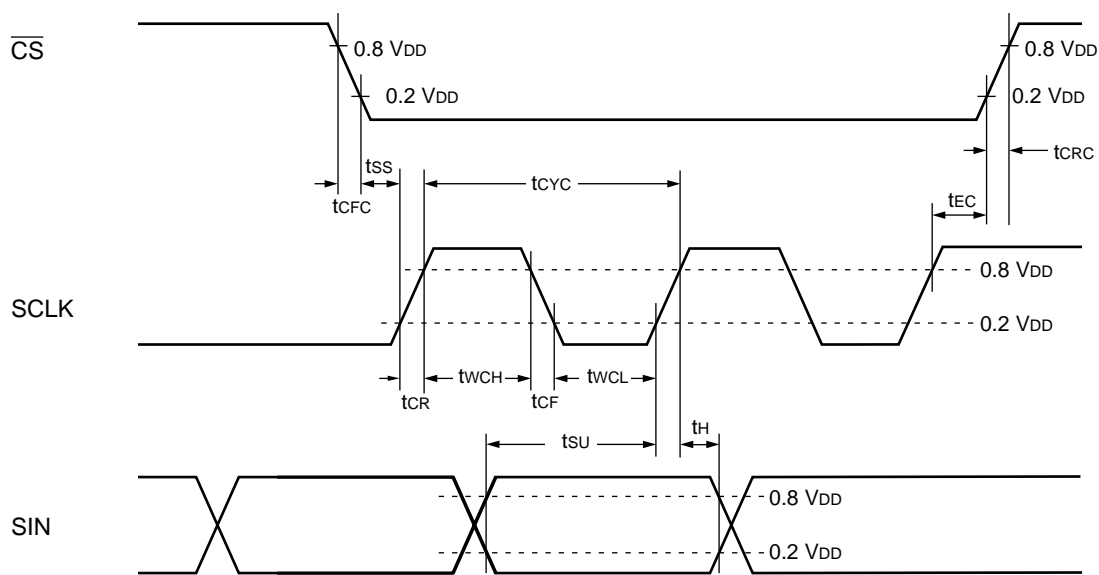 CS
0.8 VDD
0.8 VDD
0.2 VDD
0.2 VDD
tSS
tCYC
tCRC
tCFC
tEC
SCLK
0.8 VDD
0.2 VDD
tWCH
tWCL
tCR
tCF
tSU
tH
SIN
0.8 VDD
0.2 VDD